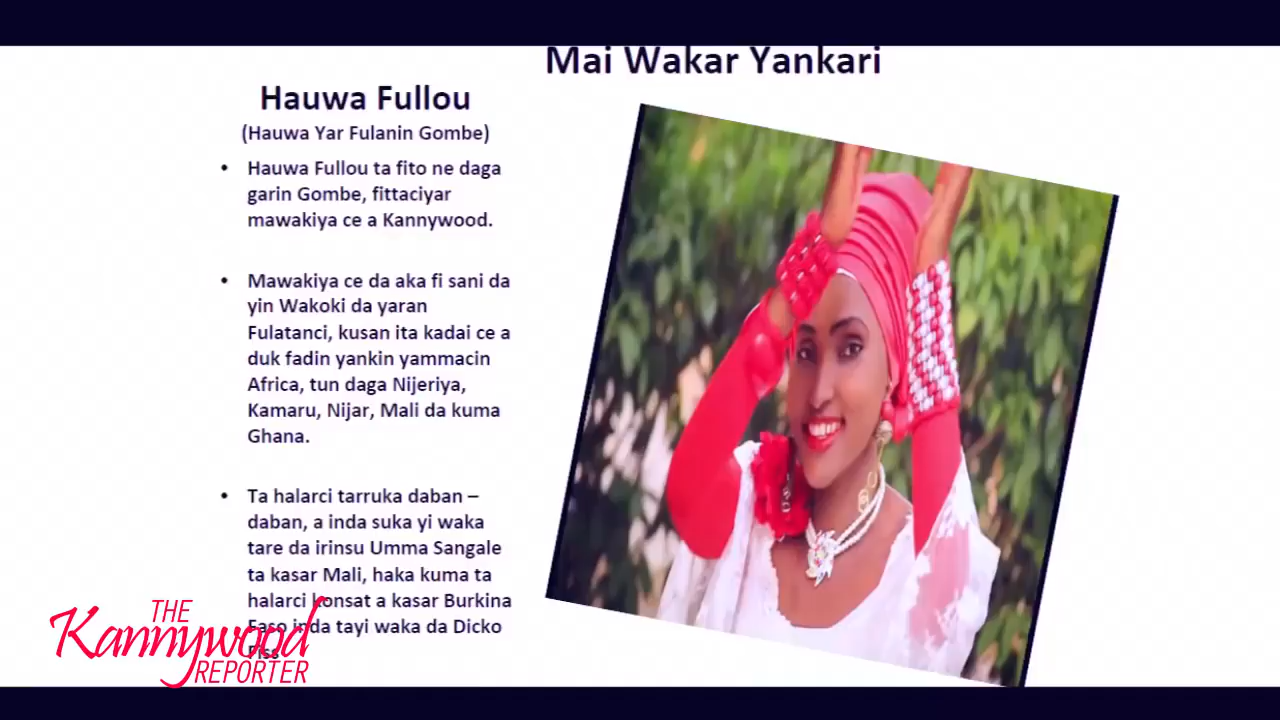 Mai Wakar Yankari
Hauwa Fullou
(Hauwa Yar Fulanin Gombe)
• Hauwa Fullou ta fito ne daga
garin Gombe, fittaciyar
mawakiya ce a Kannywood.
• Mawakiya ce da aka fi sani da
yin Wakoki da yaran
Fulatanci, kusan ita kadai ce a
duk fadin yankin yammacin
Africa, tun daga Nijeriya,
Kamaru, Nijar, Mali da kuma
Ghana.
• Ta halarci tarruka daban –
daban, a inda suka yi waka
tare da irinsu Umma Sangale
ta kasar Mali, haka kuma ta
halarci konsat a kasar Burkina
Faso inda tayi waka da Dicko
Fiss
THE
Kannywood
REPORTER